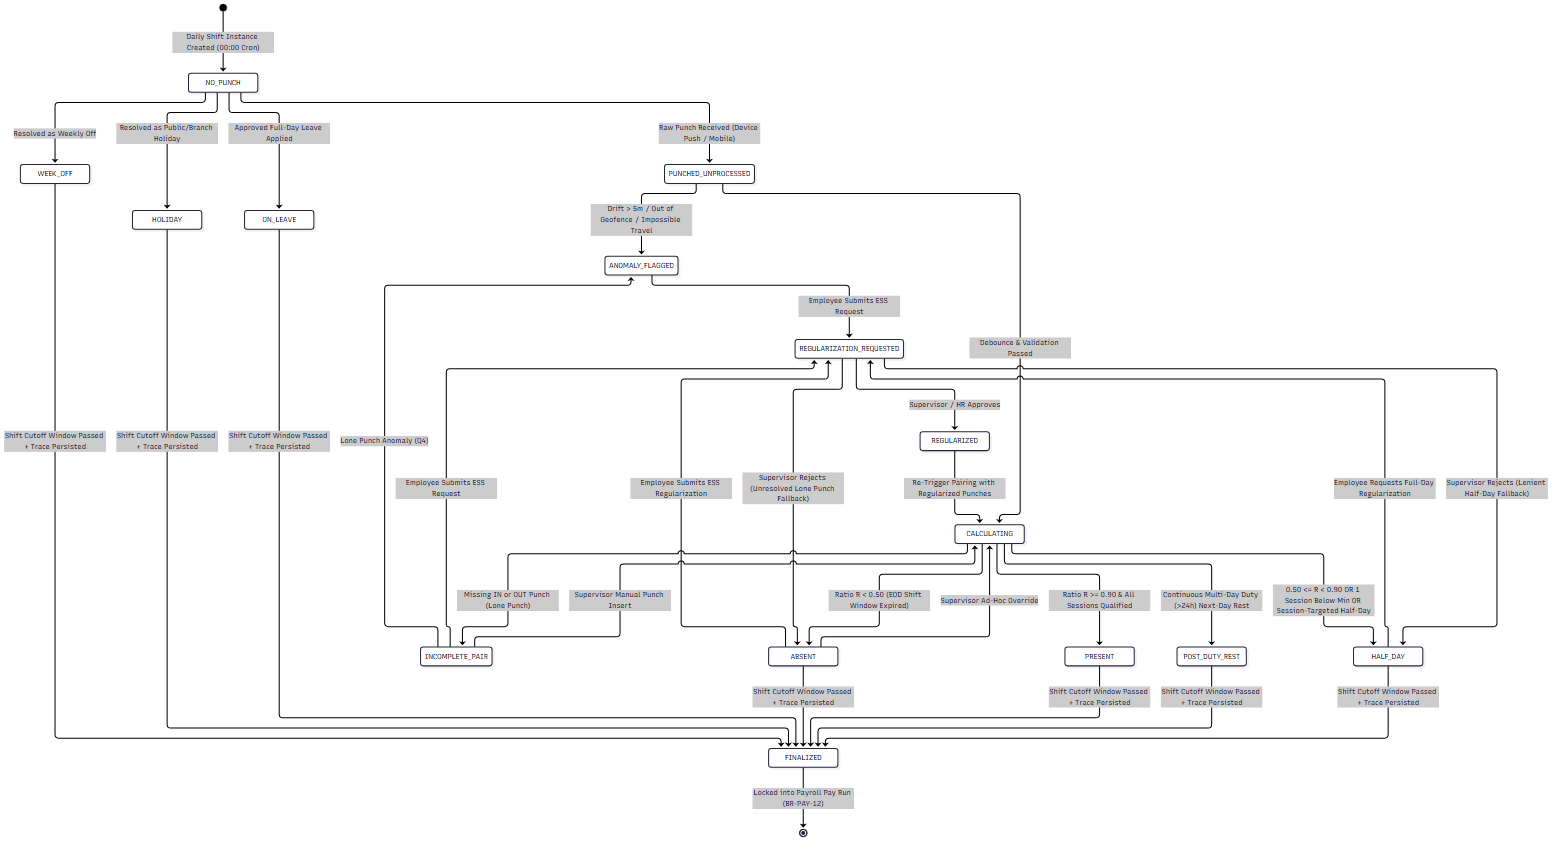 Daily Shift Instance
Created (00:00 Cron)
NO_PUNCH
Resolved as Weekly Off
Resolved as Public/Branch
Holiday
Approved Full-Day Leave
Applied
Raw Punch Received (Device
Push / Mobile)
WEEK_OFF
PUNCHED_UNPROCESSED
HOLIDAY
ON_LEAVE
Drift > 5m / Out of
Geofence / Impossible
Travel
ANOMALY_FLAGGED
Employee Submits ESS
Request
REGULARIZATION_REQUESTED
Debounce & Validation
Passed
Supervisor / HR Approves
REGULARIZED
Shift Cutoff Window Passed
+ Trace Persisted
Shift Cutoff Window Passed
+ Trace Persisted
Shift Cutoff Window Passed
+ Trace Persisted
Lone Punch Anomaly (Q4)
Employee Submits ESS
Request
Employee Submits ESS
Regularization
Supervisor Rejects
(Unresolved Lone Punch
Fallback)
Re-Trigger Pairing with
Regularized Punches
Employee Requests Full-Day
Regularization
Supervisor Rejects (Lenient
Half-Day Fallback)
CALCULATING
Missing IN or OUT Punch
(Lone Punch)
Supervisor Manual Punch
Insert
Ratio R < 0.50 (EOD Shift
Window Expired)
Supervisor Ad-Hoc Override
Ratio R >= 0.90 & All
Sessions Qualified
Continuous Multi-Day Duty
(>24h) Next-Day Rest
0.50 <= R < 0.90 OR 1
Session Below Min OR
Session-Targeted Half-Day
INCOMPLETE_PAIR
ABSENT
PRESENT
POST_DUTY_REST
HALF_DAY
Shift Cutoff Window Passed
+ Trace Persisted
Shift Cutoff Window Passed
+ Trace Persisted
Shift Cutoff Window Passed
+ Trace Persisted
Shift Cutoff Window Passed
+ Trace Persisted
FINALIZED
Locked into Payroll Pay Run
(BR-PAY-12)